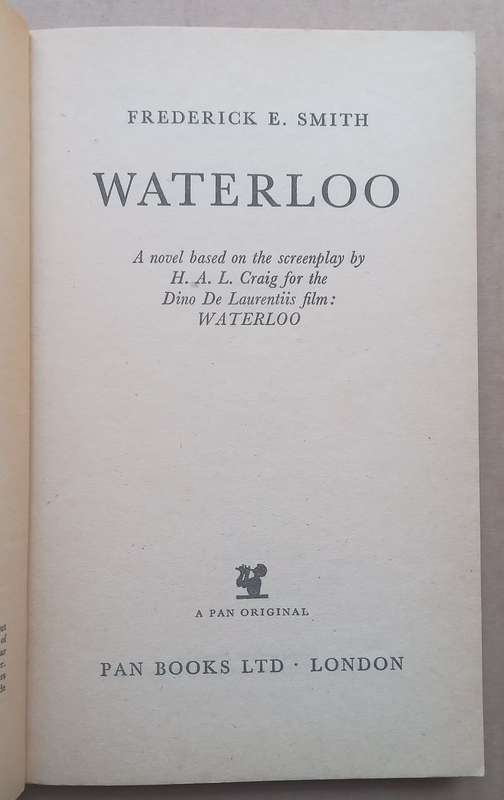 FREDERICK E. SMITH
WATERLOO
A novel based on the screenplay by
H. A. L. Craig for the
Dino De Laurentiis film:
WATERLOO
A PAN ORIGINAL
PAN BOOKS LTD · LONDON